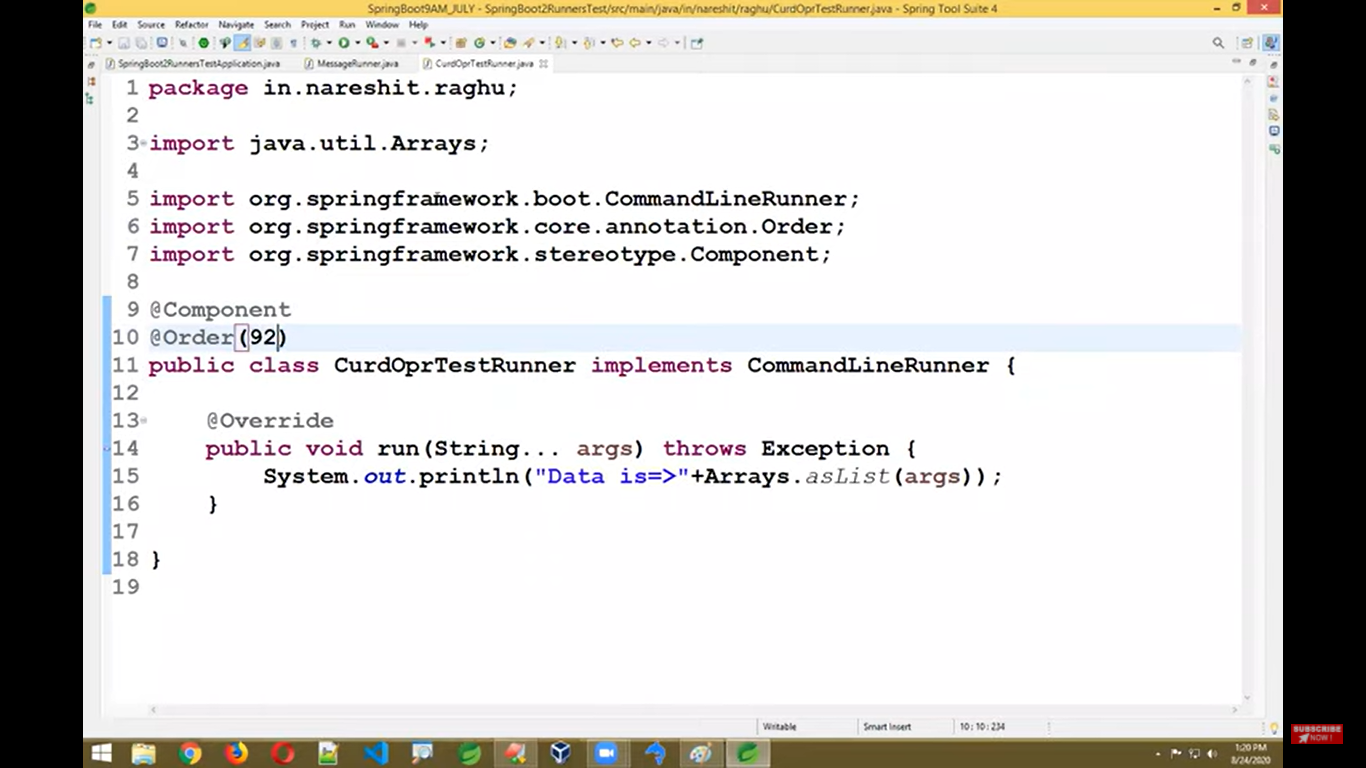 SpringBoot9AM_JULY - SpringBoot2RunnersTest/src/main/java/in/nareshit/raghu/CurdOprTestRunner.java - Spring Tool Suite 4
File Edit Source Refactor Navigate Search Project Run Window Help
SpringBoot2RunnersTestApplication.java MessageRunner.java CurdOprTestRunner.java
1 package in.nareshit.raghu;
2
3 import java.util.Arrays;
4
5 import org.springframework.boot.CommandLineRunner;
6 import org.springframework.core.annotation.Order;
7 import org.springframework.stereotype.Component;
8
9 @Component
10 @Order(92)
11 public class CurdOprTestRunner implements CommandLineRunner {
12
13 @Override
14 public void run(String... args) throws Exception {
15 System.out.println("Data is=>"+Arrays.asList(args));
16 }
17
18 }
19
Writable Smart Insert 10 : 10 : 234
SUBSCRIBE
NOW !
1:20 PM
8/24/2020